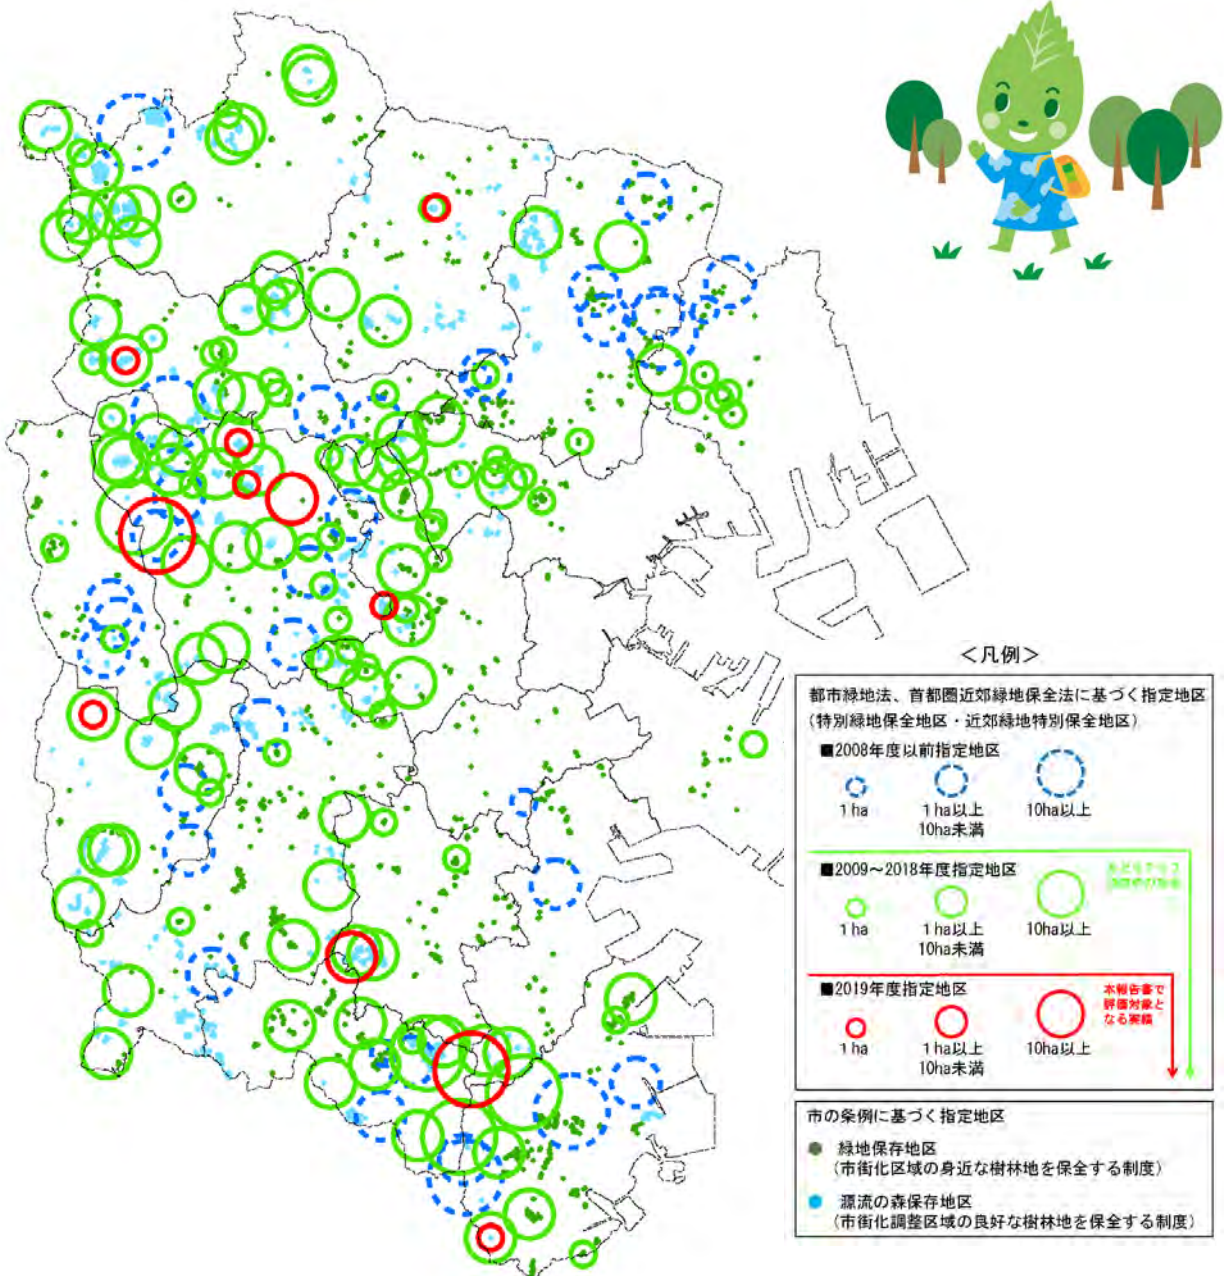 ＜凡例＞
都市緑地法、首都圏近郊緑地保全法に基づく指定地区
（特別緑地保全地区・近郊緑地特別保全地区）
■2008年度以前指定地区
1ha
1ha以上
10ha未満
10ha以上
■2009～2018年度指定地区
1ha
1ha以上
10ha未満
10ha以上
■2019年度指定地区
本報告書で
評価対象と
なる実績
1ha
1ha以上
10ha未満
10ha以上
市の条例に基づく指定地区
緑地保存地区
（市街化区域の身近な樹林地を保全する制度）
源流の森保存地区
（市街化調整区域の良好な樹林地を保全する制度）